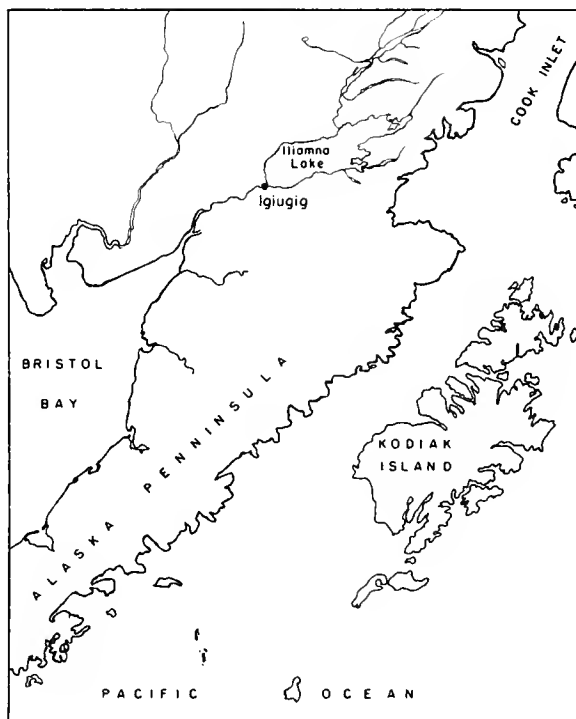 COOK INLET
Iliamna
Lake
Igiugig
BRISTOL
BAY
ALASKA PENNINSULA
KODIAK
ISLAND
PACIFIC OCEAN